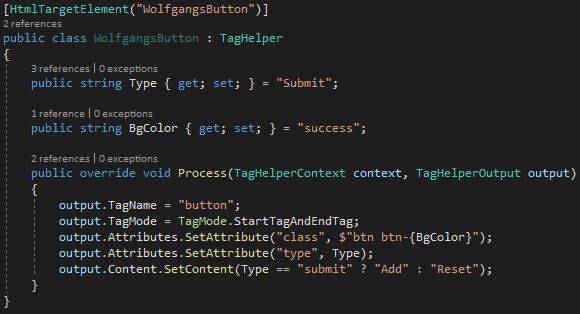 [HtmlTargetElement("WolfgangsButton")]
2 references
public class WolfgangsButton : TagHelper
{
3 references | 0 exceptions
public string Type { get; set; } = "Submit";
1 reference | 0 exceptions
public string BgColor { get; set; } = "success";
2 references | 0 exceptions
public override void Process(TagHelperContext context, TagHelperOutput output)
{
output.TagName = "button";
output.TagMode = TagMode.StartTagAndEndTag;
output.Attributes.SetAttribute("class", $"btn btn-{BgColor}");
output.Attributes.SetAttribute("type", Type);
output.Content.SetContent(Type == "submit" ? "Add" : "Reset");
}
}